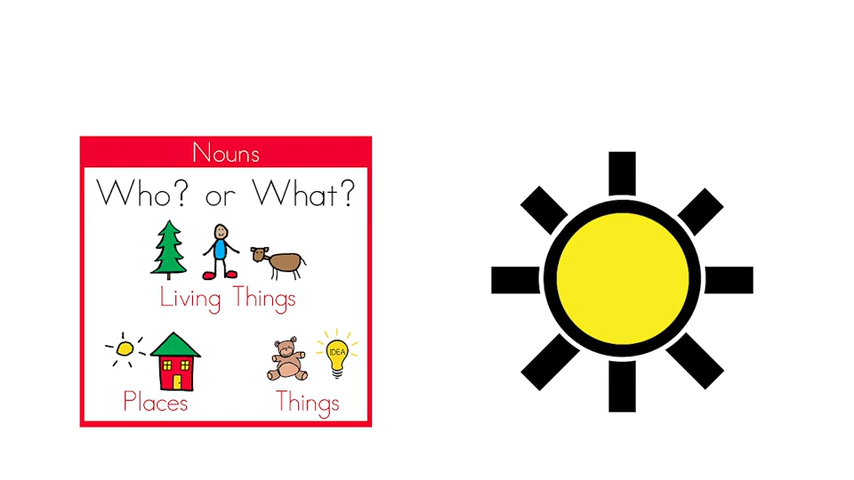 Nouns
Who? or What?
Living Things
IDEA
Places
Things